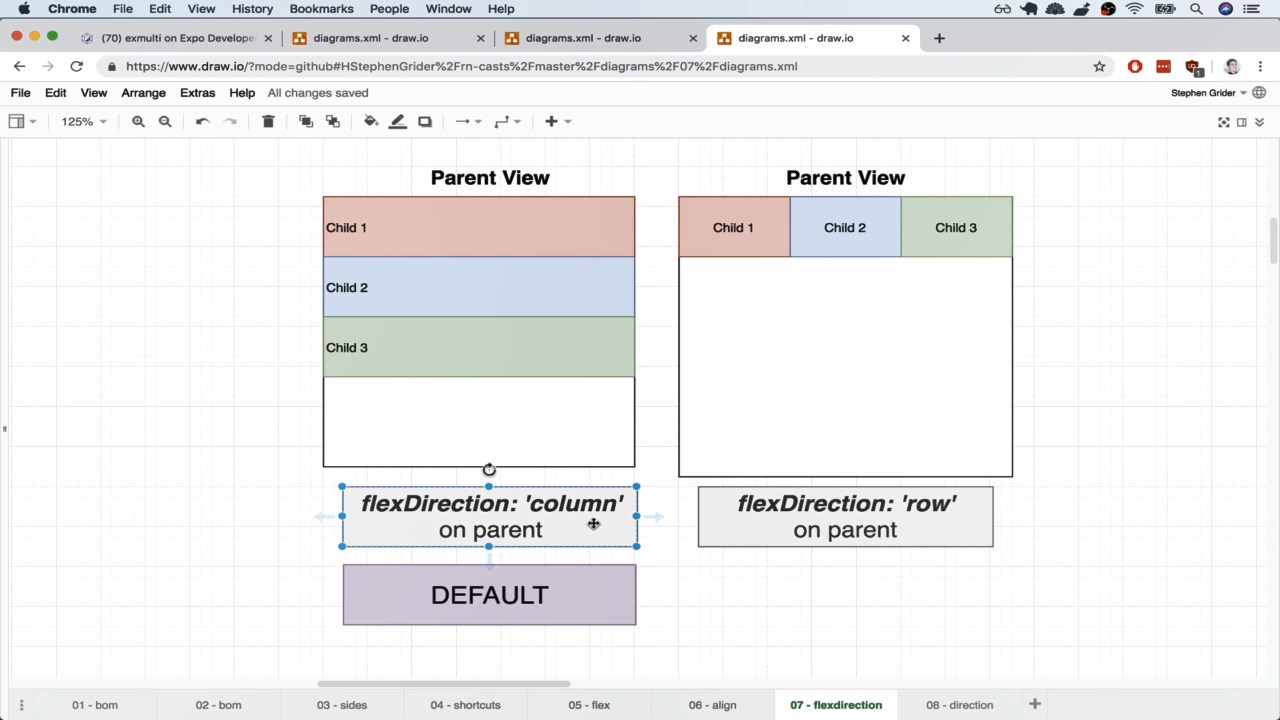 Chrome File Edit View History Bookmarks People Window Help
(70) exmulti on Expo Develope
diagrams.xml - draw.io
diagrams.xml - draw.io
diagrams.xml - draw.io
https://www.draw.io/?mode=github#HStephenGrider%2Frn-casts%2Fmaster%2Fdiagrams%2F07%2Fdiagrams.xml
1
File Edit View Arrange Extras Help All changes saved
Stephen Grider
125%
Parent View
Child 1
Child 2
Child 3
flexDirection: 'column'
on parent
DEFAULT
Parent View
Child 1 Child 2 Child 3
flexDirection: 'row'
on parent
01 - bom 02 - bom 03 - sides 04 - shortcuts 05 - flex 06 - align 07 - flexdirection 08 - direction